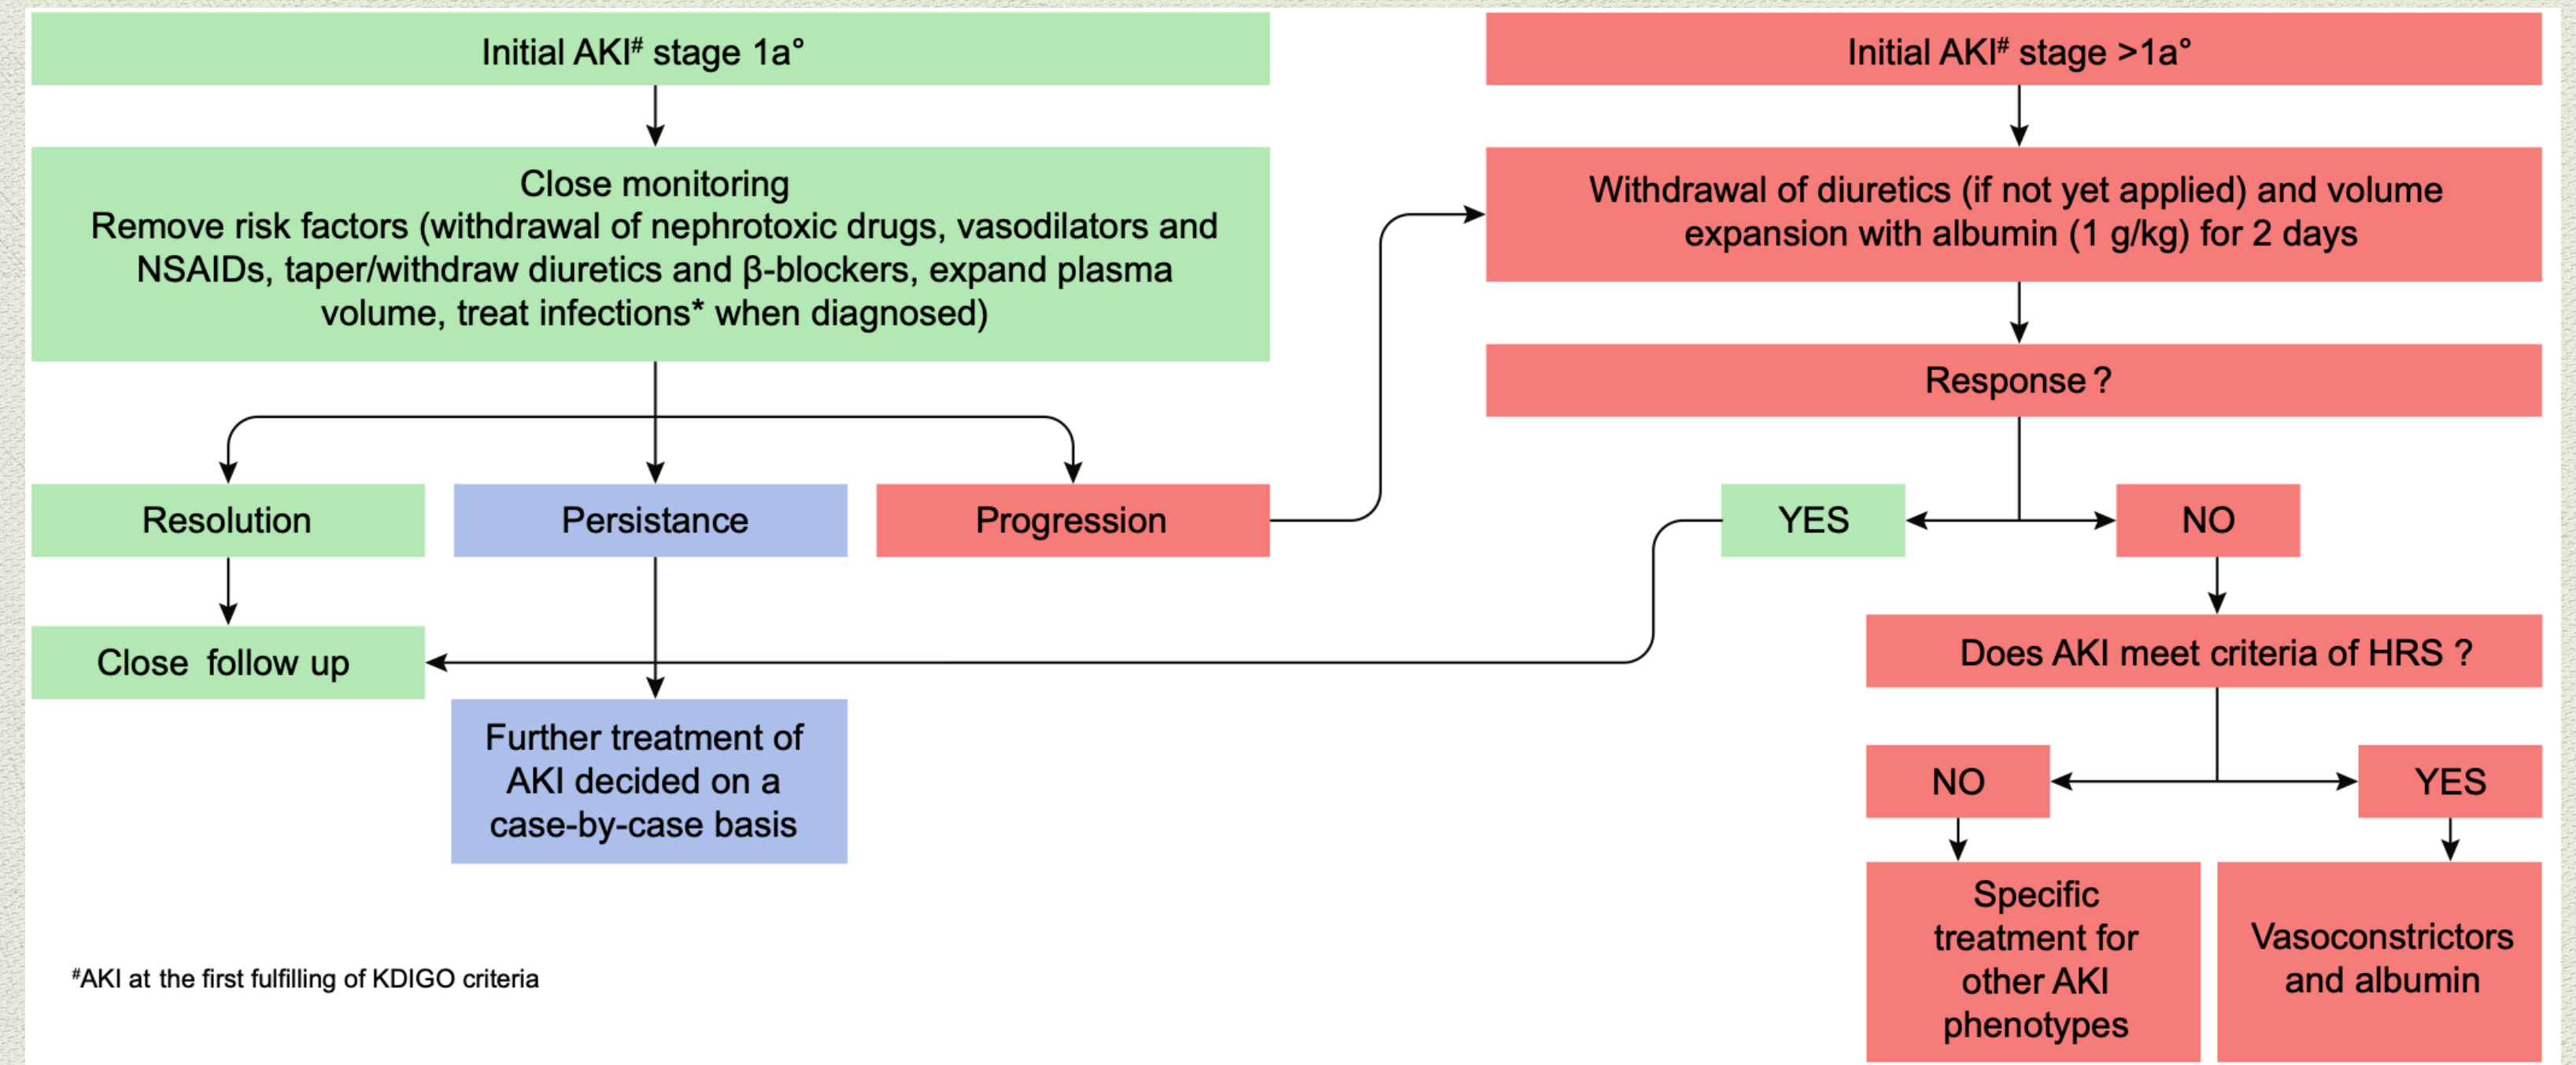 Initial AKI# stage 1a°
Close monitoring
Remove risk factors (withdrawal of nephrotoxic drugs, vasodilators and
NSAIDs, taper/withdraw diuretics and β-blockers, expand plasma
volume, treat infections* when diagnosed)
Resolution
Persistance
Progression
Close follow up
Further treatment of
AKI decided on a
case-by-case basis
#AKI at the first fulfilling of KDIGO criteria
Initial AKI# stage >1a°
Withdrawal of diuretics (if not yet applied) and volume
expansion with albumin (1 g/kg) for 2 days
Response ?
YES
NO
Does AKI meet criteria of HRS ?
NO
YES
Specific
treatment for
other AKI
phenotypes
Vasoconstrictors
and albumin